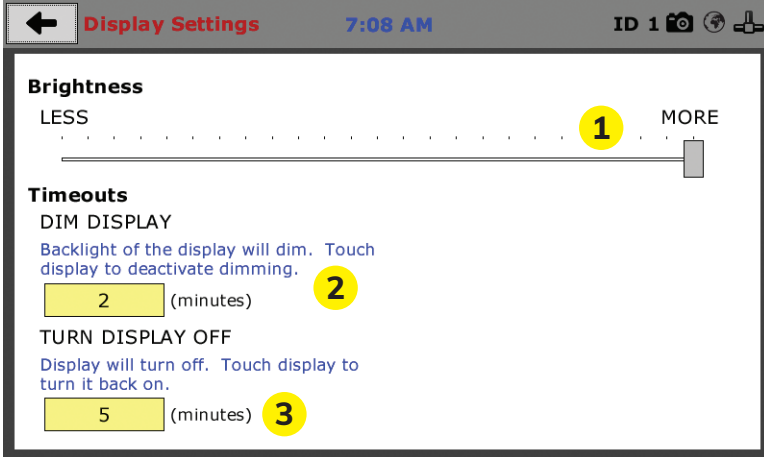 Display Settings 7:08 AM ID 1
Brightness
LESS MORE
1
Timeouts
DIM DISPLAY
Backlight of the display will dim. Touch
display to deactivate dimming.
2
2 (minutes)
TURN DISPLAY OFF
Display will turn off. Touch display to
turn it back on.
5 (minutes) 3